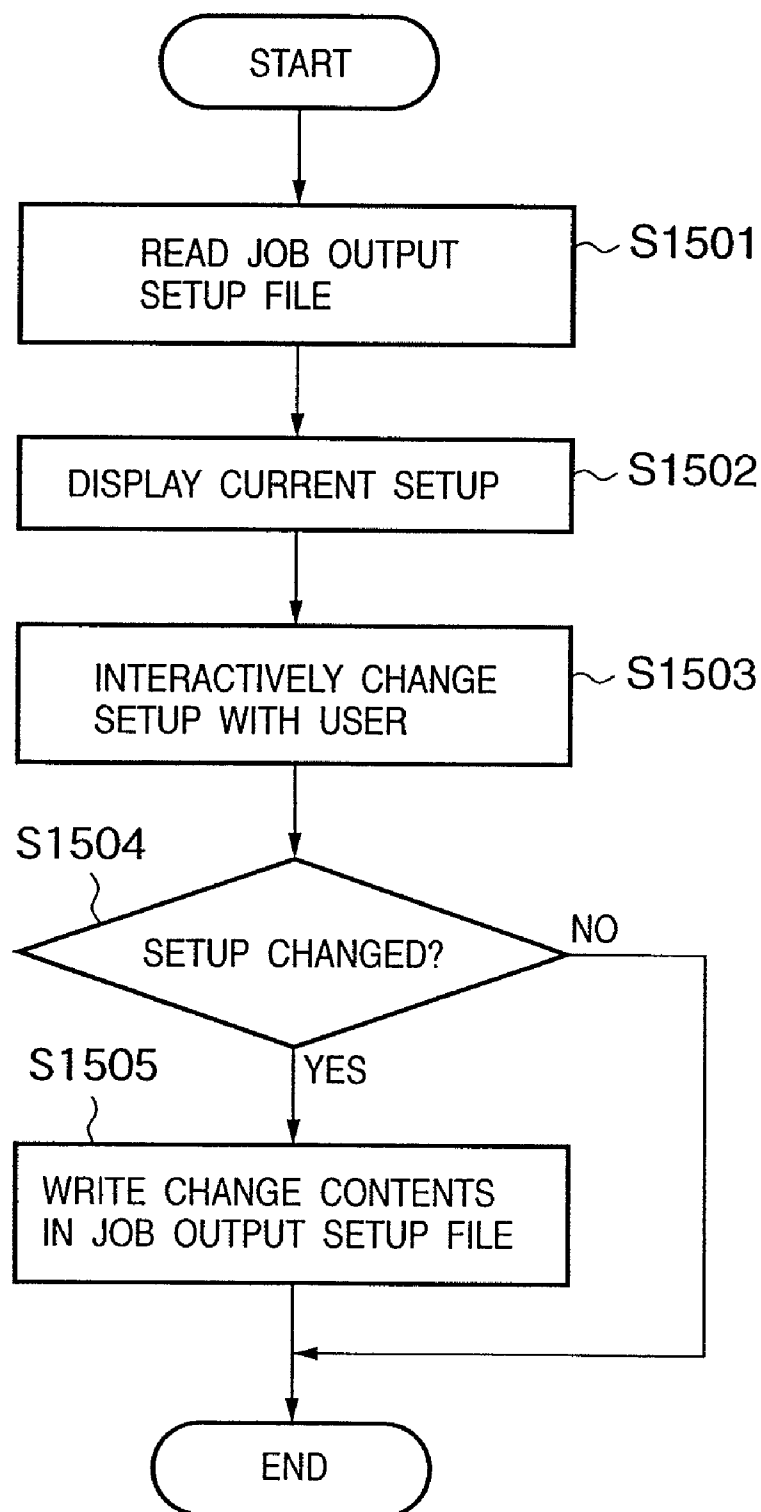 START
READ JOB OUTPUT
SETUP FILE
S1501
DISPLAY CURRENT SETUP
S1502
INTERACTIVELY CHANGE
SETUP WITH USER
S1503
S1504
SETUP CHANGED?
NO
YES
S1505
WRITE CHANGE CONTENTS
IN JOB OUTPUT SETUP FILE
END